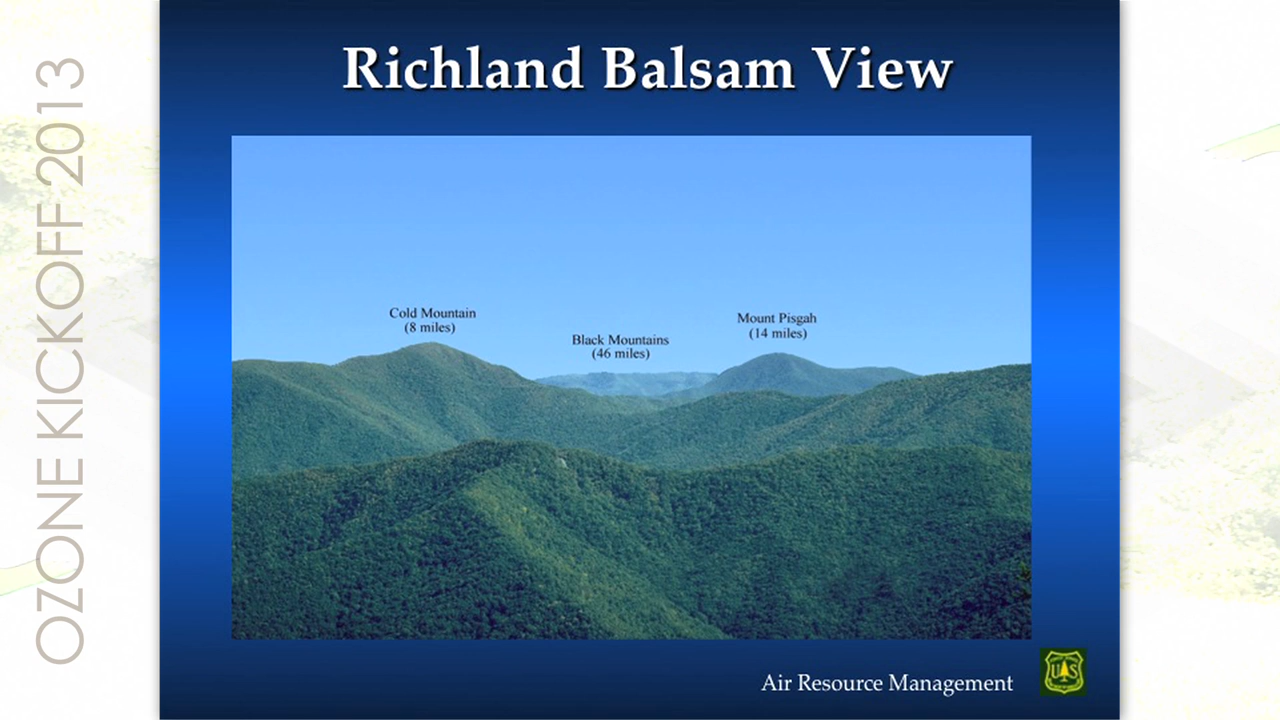 OZONE KICKOFF 2013
Richland Balsam View
Cold Mountain
(8 miles)
Black Mountains
(46 miles)
Mount Pisgah
(14 miles)
Air Resource Management
U S